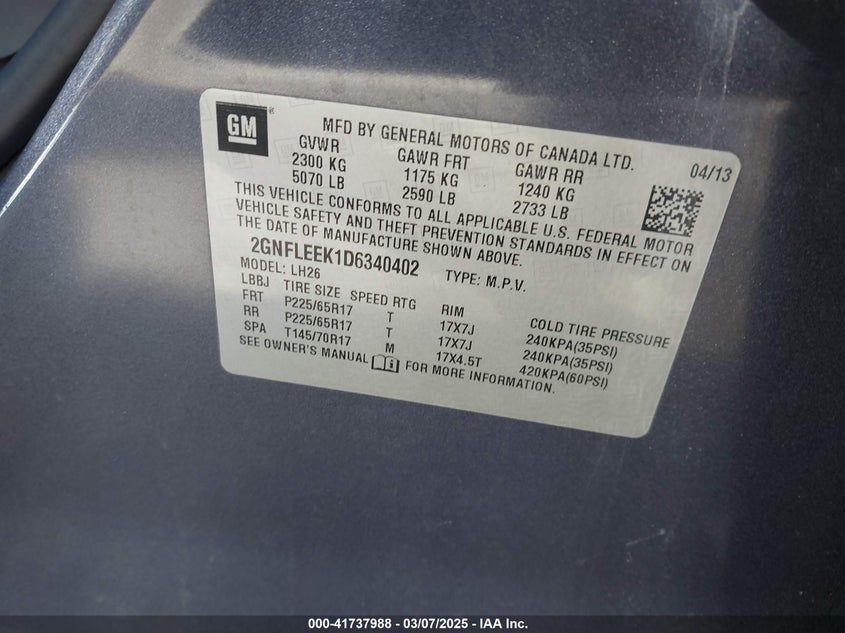 GM ®
MFD BY GENERAL MOTORS OF CANADA LTD.
04/13
GVWR GAWR FRT GAWR RR
2300 KG 1175 KG 1240 KG
5070 LB 2590 LB 2733 LB
THIS VEHICLE CONFORMS TO ALL APPLICABLE U.S. FEDERAL MOTOR
VEHICLE SAFETY AND THEFT PREVENTION STANDARDS IN EFFECT ON
THE DATE OF MANUFACTURE SHOWN ABOVE.
2GNFLEEK1D6340402 TYPE: M.P.V.
MODEL: LH26
LBBJ TIRE SIZE SPEED RTG RIM COLD TIRE PRESSURE
FRT P225/65R17 T 17X7J 240KPA(35PSI)
RR P225/65R17 T 17X7J 240KPA(35PSI)
SPA T145/70R17 M 17X4.5T 420KPA(60PSI)
SEE OWNER'S MANUAL FOR MORE INFORMATION.
000-41737988 - 03/07/2025 - IAA Inc.